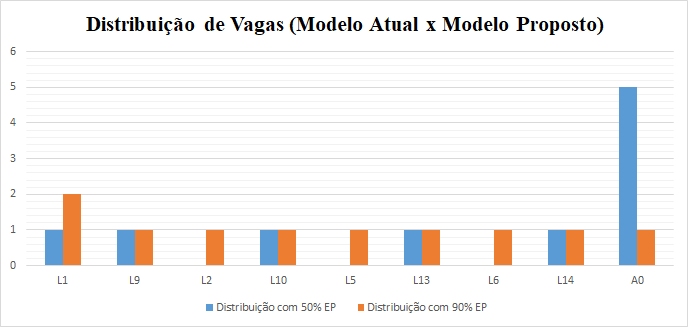 Distribuição de Vagas (Modelo Atual x Modelo Proposto)
6
5
4
3
2
1
0
L1 L9 L2 L10 L5 L13 L6 L14 A0
Distribuição com 50% EP Distribuição com 90% EP